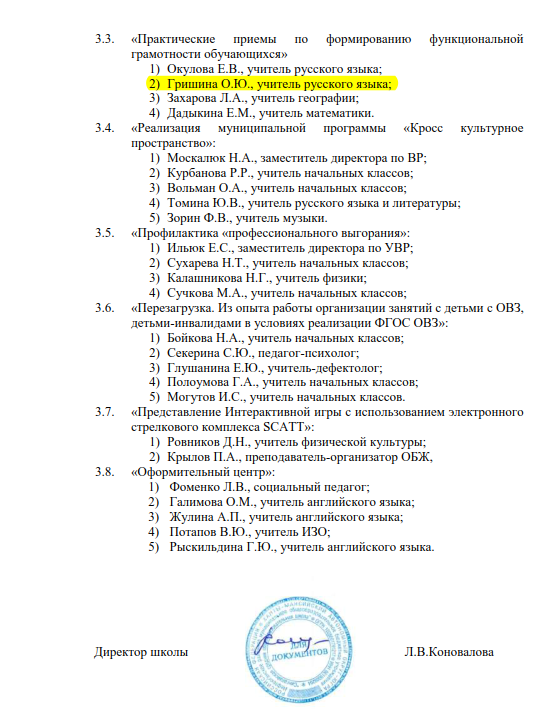 3.3. «Практические приемы по формированию функциональной
грамотности обучающихся»
1) Окулова Е.В., учитель русского языка;
2) Гришина О.Ю., учитель русского языка;
3) Захарова Л.А., учитель географии;
4) Дадыкина Е.М., учитель математики.
3.4. «Реализация муниципальной программы «Кросс культурное
пространство»:
1) Москалюк Н.А., заместитель директора по ВР;
2) Курбанова Р.Р., учитель начальных классов;
3) Вольман О.А., учитель начальных классов;
4) Томина Ю.В., учитель русского языка и литературы;
5) Зорин Ф.В., учитель музыки.
3.5. «Профилактика «профессионального выгорания»:
1) Ильюк Е.С., заместитель директора по УВР;
2) Сухарева Н.Т., учитель начальных классов;
3) Калашникова Н.Г., учитель физики;
4) Сучкова М.А., учитель начальных классов;
3.6. «Перезагрузка. Из опыта работы организации занятий с детьми с ОВЗ,
детьми-инвалидами в условиях реализации ФГОС ОВЗ»:
1) Бойкова Н.А., учитель начальных классов;
2) Секерина С.Ю., педагог-психолог;
3) Глушанина Е.Ю., учитель-дефектолог;
4) Полоумова Г.А., учитель начальных классов;
5) Могутов И.С., учитель начальных классов.
3.7. «Представление Интерактивной игры с использованием электронного
стрелкового комплекса SCATT»:
1) Ровников Д.Н., учитель физической культуры;
2) Крылов П.А., преподаватель-организатор ОБЖ,
3.8. «Оформительный центр»:
1) Фоменко Л.В., социальный педагог;
2) Галимова О.М., учитель английского языка;
3) Жулина А.П., учитель английского языка;
4) Потапов В.Ю., учитель ИЗО;
5) Рыскильдина Г.Ю., учитель английского языка.
ДЛЯ
ДОКУМЕНТОВ
Директор школы Л.В.Коновалова